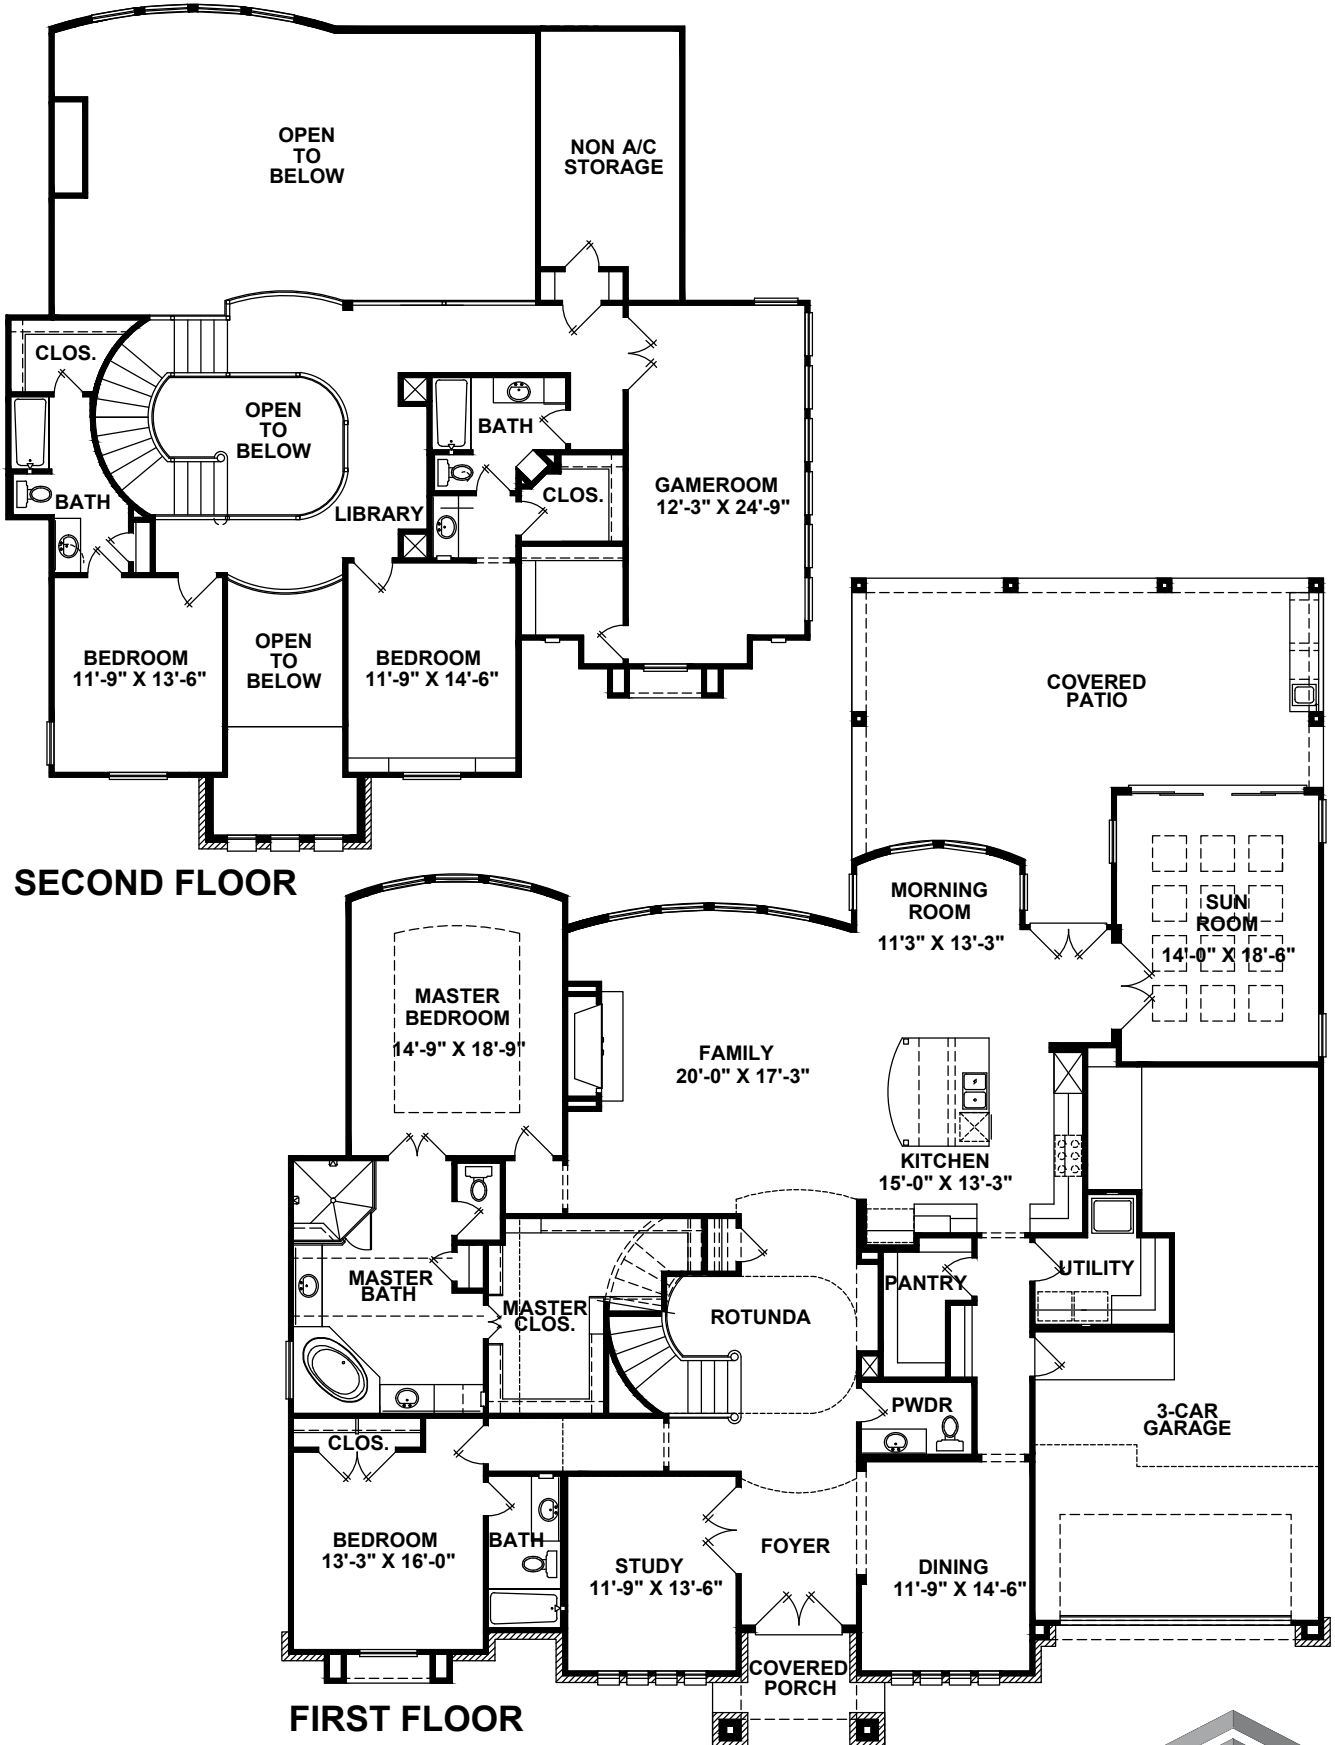 OPEN
TO
BELOW
NON A/C
STORAGE
CLOS.
OPEN
TO
BELOW
BATH
BATH
CLOS.
LIBRARY
GAMEROOM
12'-3" X 24'-9"
BEDROOM
11'-9" X 13'-6"
OPEN
TO
BELOW
BEDROOM
11'-9" X 14'-6"
SECOND FLOOR
COVERED
PATIO
MORNING
ROOM
11'3" X 13'-3"
SUN
ROOM
14'-0" X 18'-6"
MASTER
BEDROOM
14'-9" X 18'-9"
FAMILY
20'-0" X 17'-3"
KITCHEN
15'-0" X 13'-3"
MASTER
BATH
MASTER
CLOS.
ROTUNDA
PANTRY
UTILITY
PWDR
3-CAR
GARAGE
CLOS.
BEDROOM
13'-3" X 16'-0"
BATH
STUDY
11'-9" X 13'-6"
FOYER
DINING
11'-9" X 14'-6"
COVERED
PORCH
FIRST FLOOR